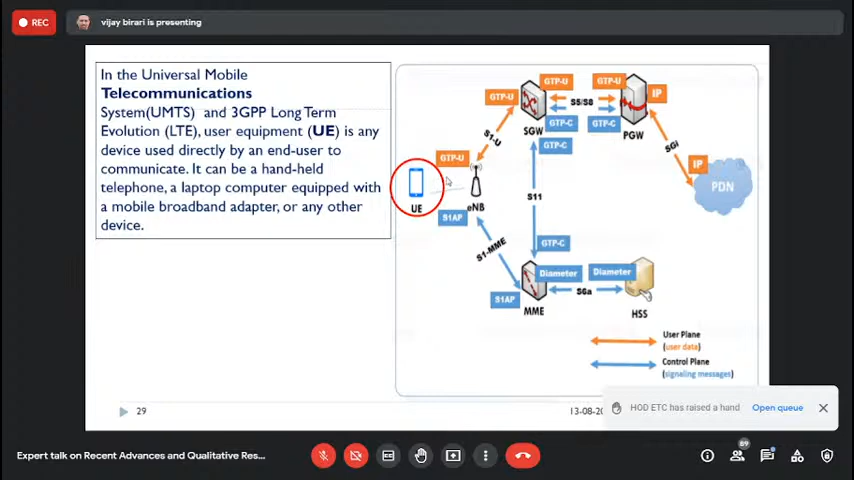 REC
vijay birari is presenting
In the Universal Mobile
Telecommunications
System(UMTS) and 3GPP Long Term
Evolution (LTE), user equipment (UE) is any
device used directly by an end-user to
communicate. It can be a hand-held
telephone, a laptop computer equipped with
a mobile broadband adapter, or any other
device.
GTP-U
GTP-U
IP
GTP-U
S5/S8
SGW
GTP-C
GTP-C
PGW
S1-U
GTP-C
SGi
GTP-U
IP
PDN
UE
eNB
S11
S1AP
S1-MME
GTP-C
Diameter
Diameter
S1AP
S6a
MME
HSS
User Plane
(user data)
Control Plane
(signaling messages)
29
13-08-20
HOD ETC has raised a hand
Open queue
89
Expert talk on Recent Advances and Qualitative Res...